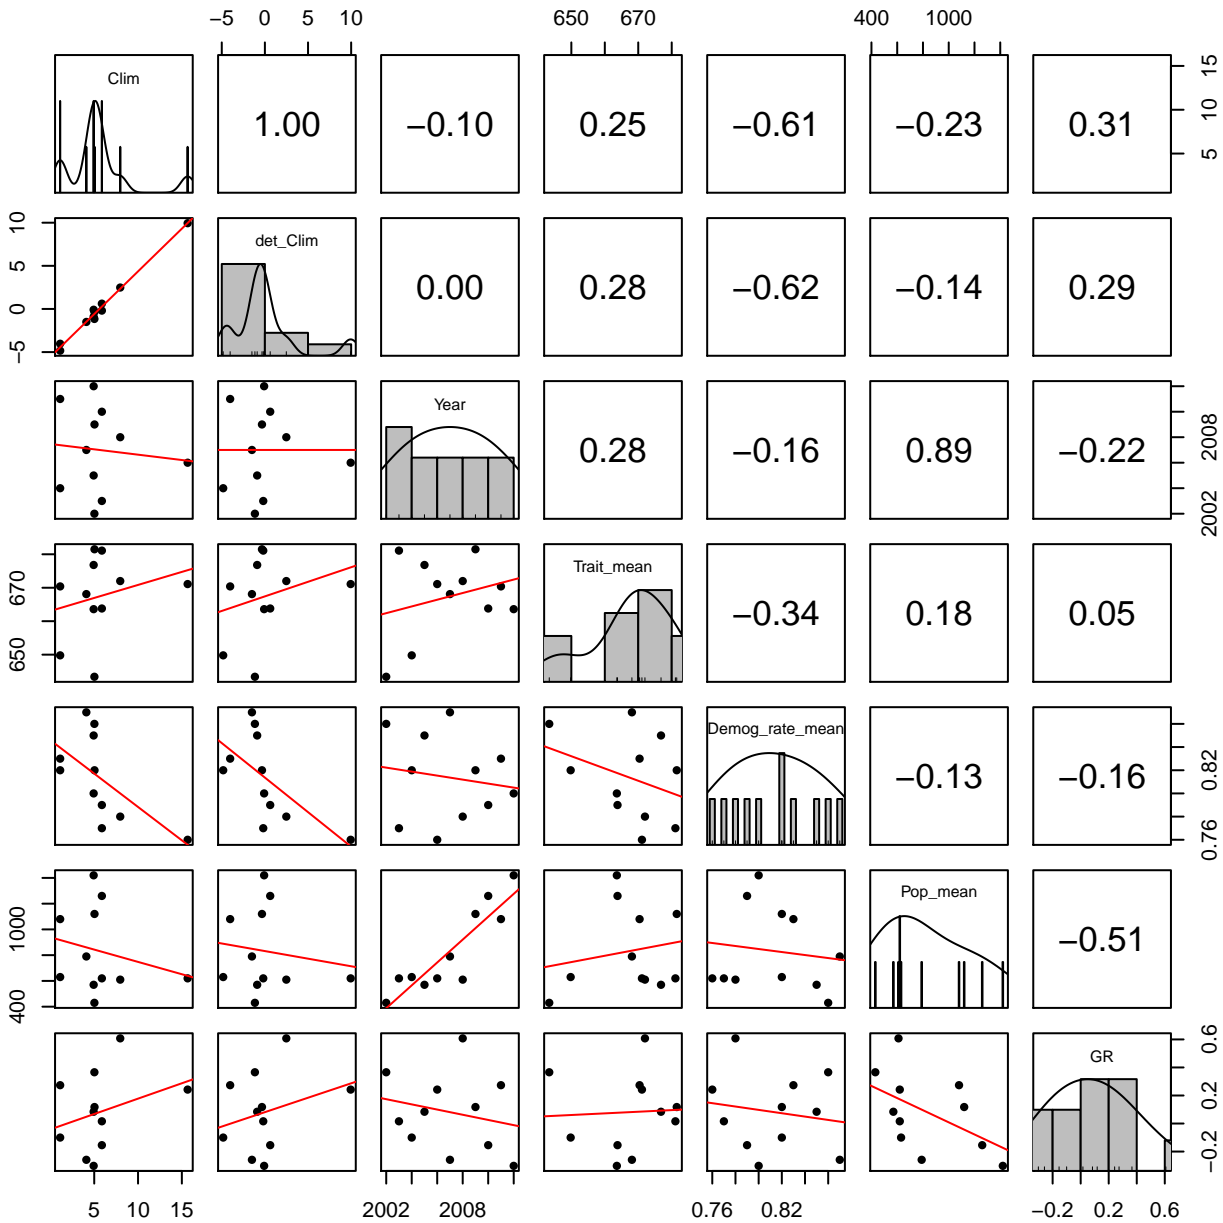 −5 0 5 10 650 670 400 1000
Clim
1.00 −0.10 0.25 −0.61 −0.23 0.31
5 10 15
−5 0 5 10
det_Clim
0.00 0.28 −0.62 −0.14 0.29
Year
0.28 −0.16 0.89 −0.22
2002 2008
650 670
Trait_mean
−0.34 0.18 0.05
Demog_rate_mean
−0.13 −0.16
0.76 0.82
400 1000
Pop_mean
−0.51
GR
−0.2 0.2 0.6
5 10 15 2002 2008 0.76 0.82 −0.2 0.2 0.6